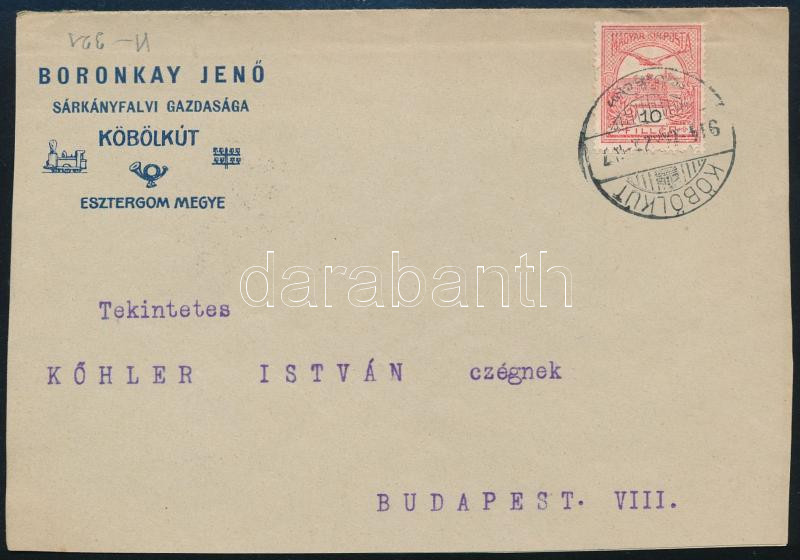 И-321
BORONKAY JENŐ
SÁRKÁNYFALVI GAZDASÁGA
KÖBÖLKÚT
ESZTERGOM MEGYE
MAGYAR KIR. POSTA
10
FILLÉR
KÖBÖLKUT
darabanth
Tekintetes
KŐHLER ISTVÁN czégnek
BUDAPEST. VIII.